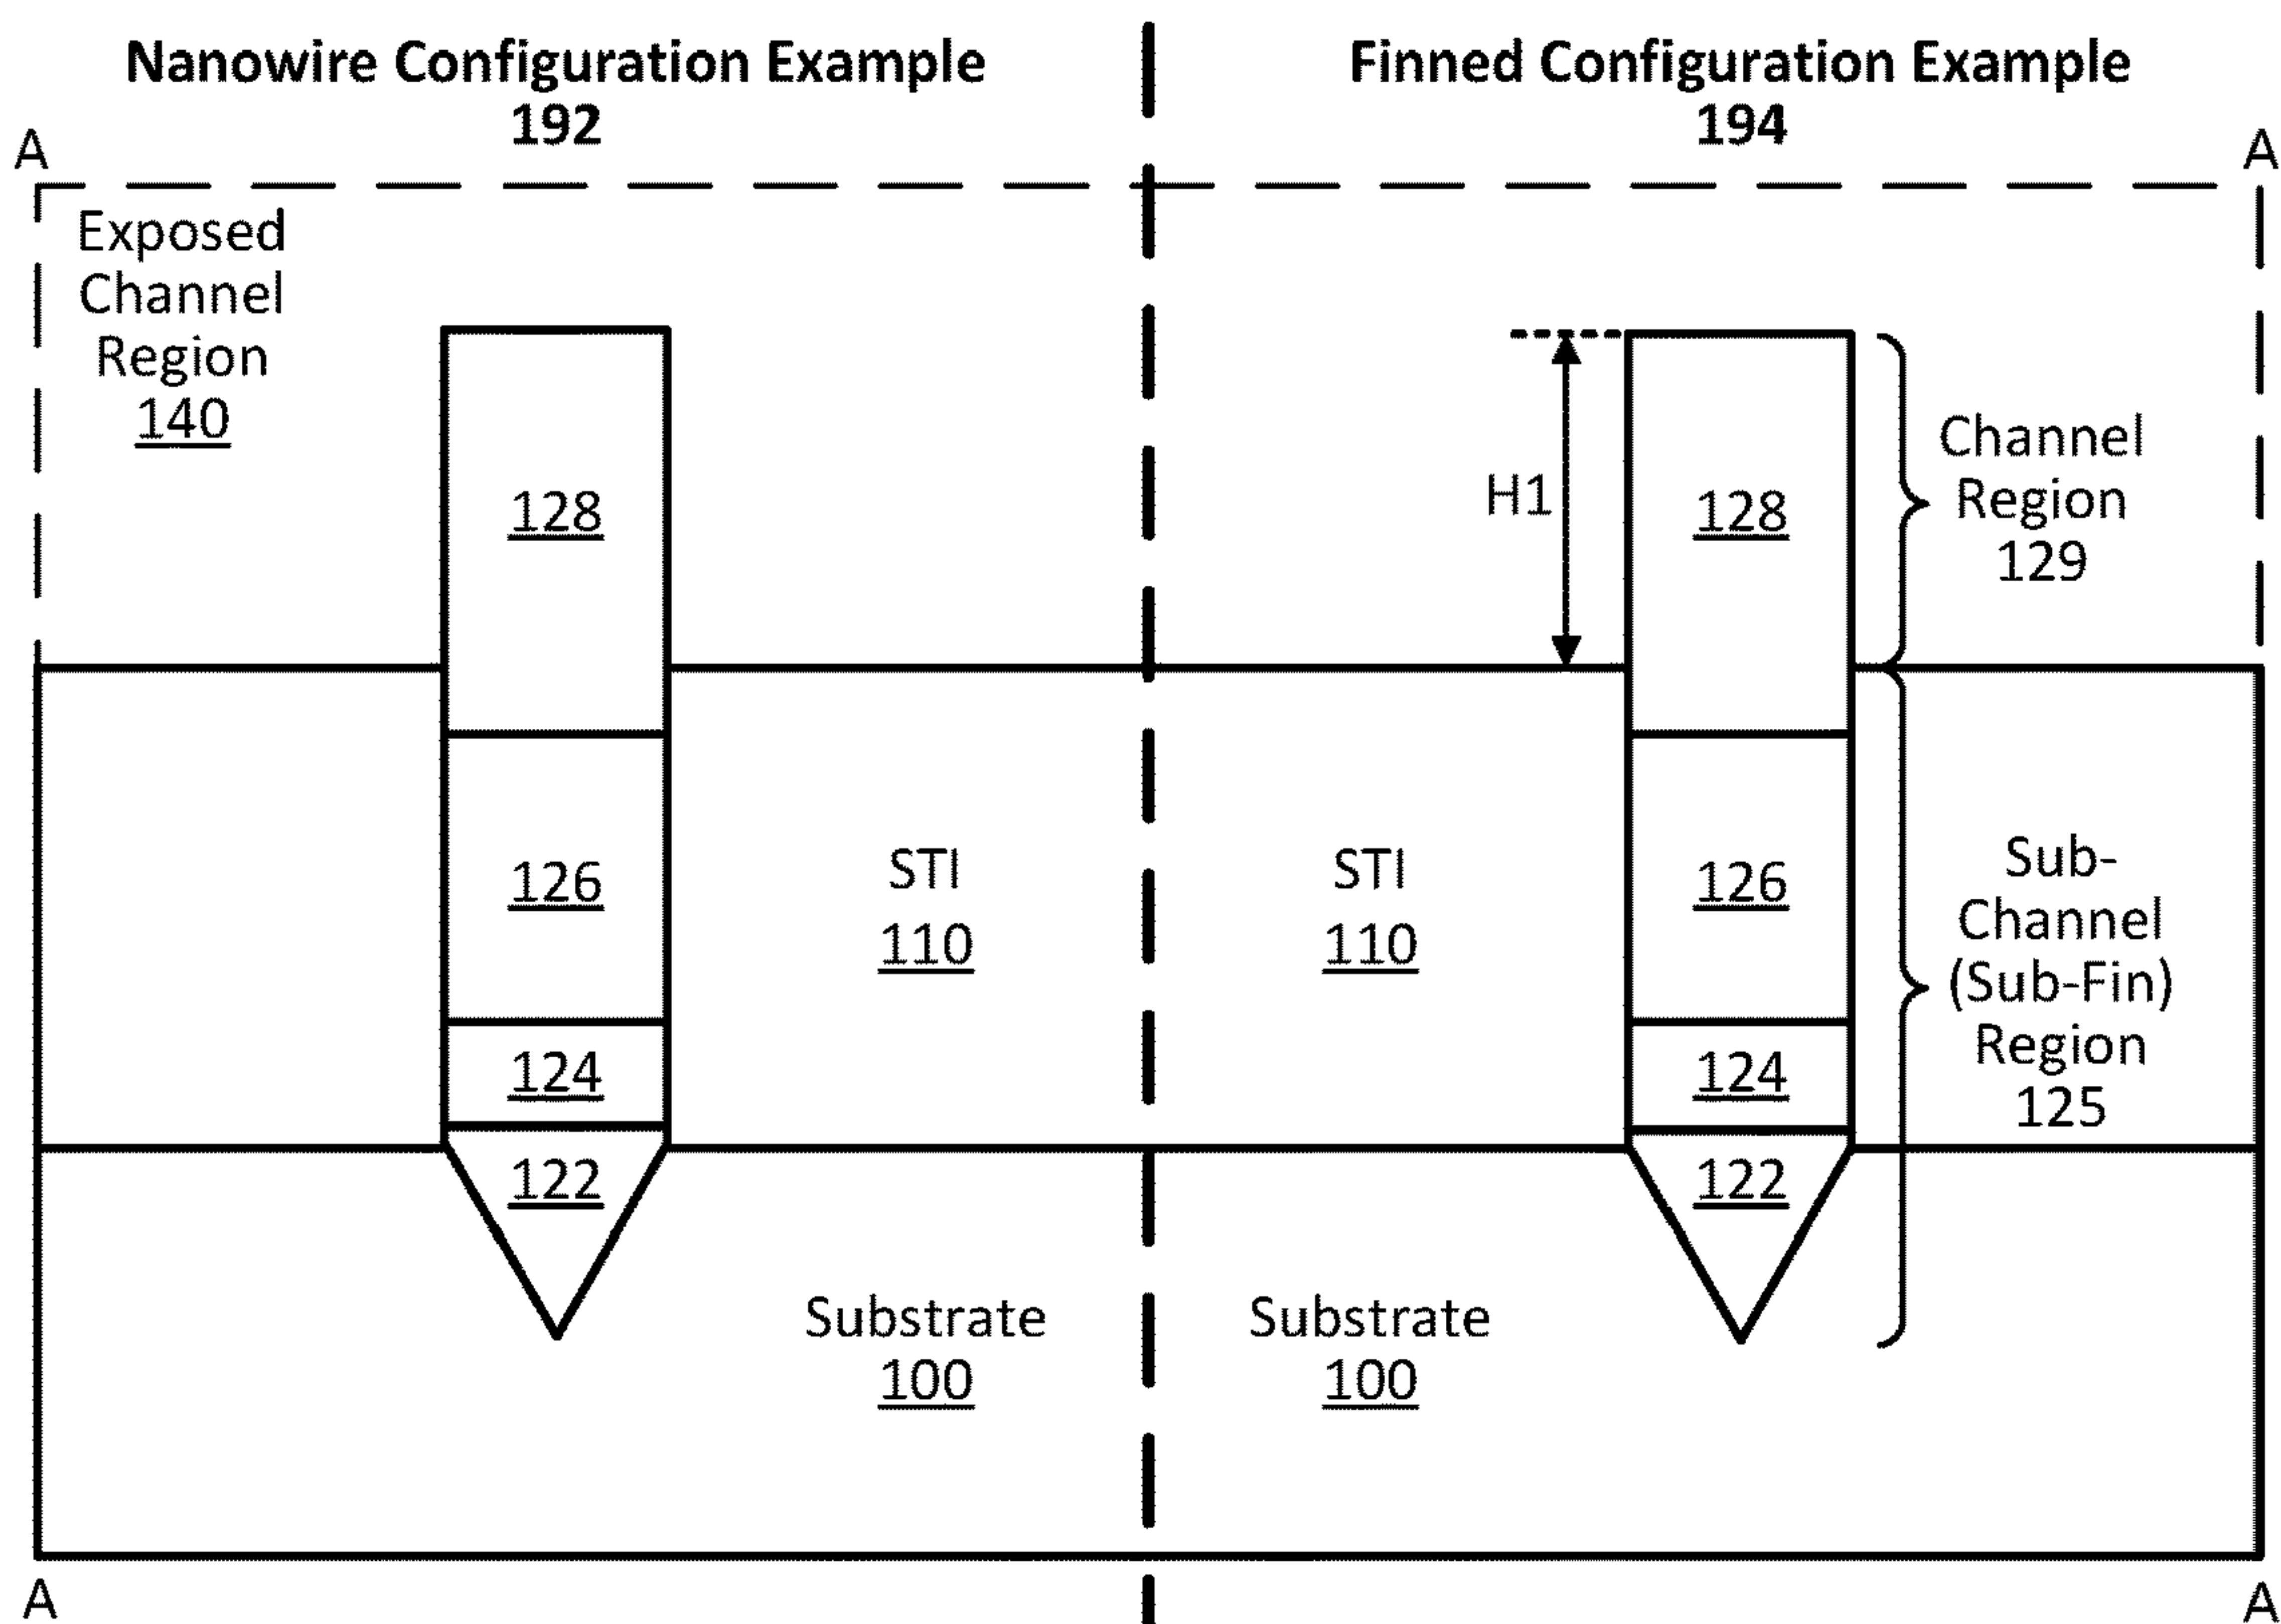 Nanowire Configuration Example
192
Finned Configuration Example
194
A
A
Exposed
Channel
Region
140
128
H1
128
Channel
Region
129
126
STI
110
STI
110
126
Sub-
Channel
(Sub-Fin)
Region
125
124
124
122
122
Substrate
100
Substrate
100
A
A